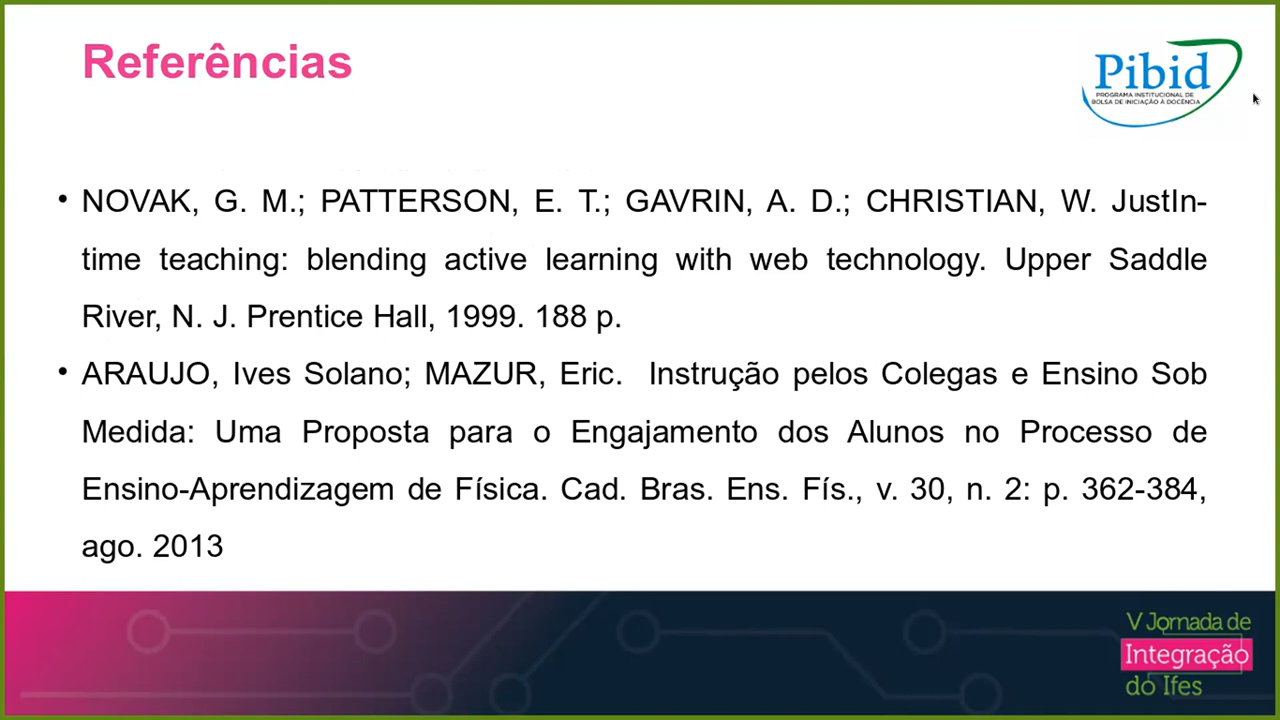 Referências
Pibid
PROGRAMA INSTITUCIONAL DE
BOLSA DE INICIAÇÃO À DOCÊNCIA
• NOVAK, G. M.; PATTERSON, E. T.; GAVRIN, A. D.; CHRISTIAN, W. JustIn-
time teaching: blending active learning with web technology. Upper Saddle
River, N. J. Prentice Hall, 1999. 188 p.
• ARAUJO, Ives Solano; MAZUR, Eric. Instrução pelos Colegas e Ensino Sob
Medida: Uma Proposta para o Engajamento dos Alunos no Processo de
Ensino-Aprendizagem de Física. Cad. Bras. Ens. Fís., v. 30, n. 2: p. 362-384,
ago. 2013
V Jornada de
Integração
do Ifes